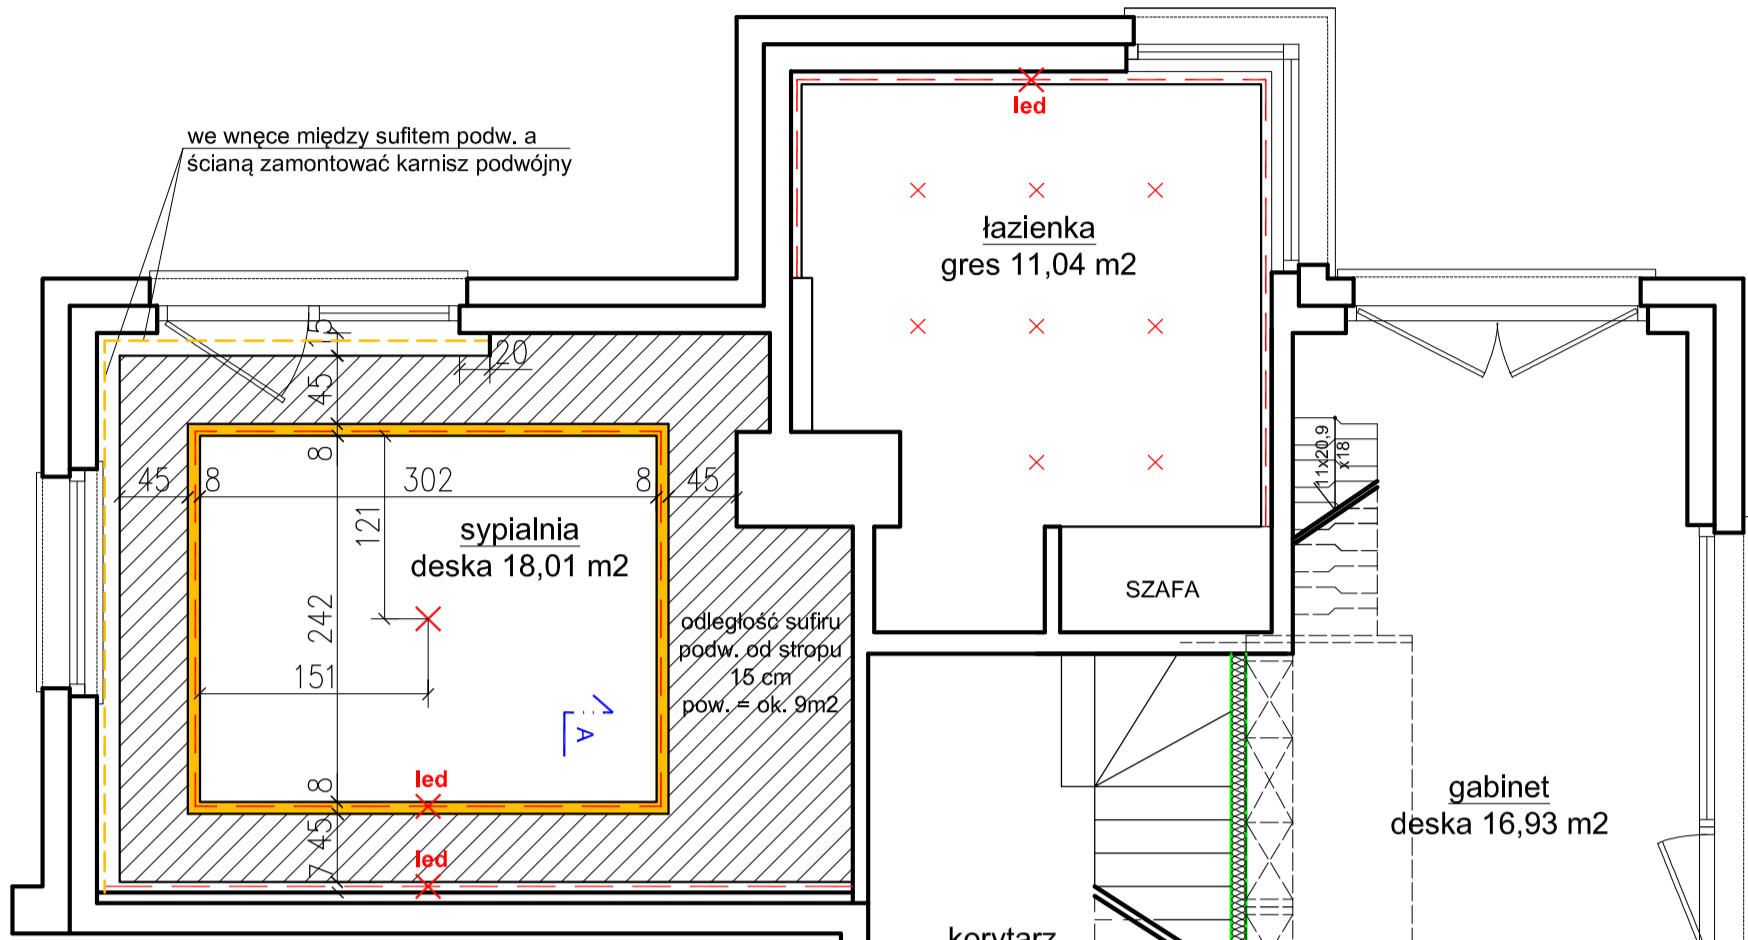 led
we wnęce między sufitem podw. a
ścianą zamontować karnisz podwójny
łazienka
gres 11,04 m2
15
20
45
8
11x20,9
x18
45
8
302
8
45
121
sypialnia
deska 18,01 m2
SZAFA
242
odległość sufiru
podw. od stropu
15 cm
pow. = ok. 9m2
151
A
led
8
gabinet
deska 16,93 m2
45
led
7
korytarz